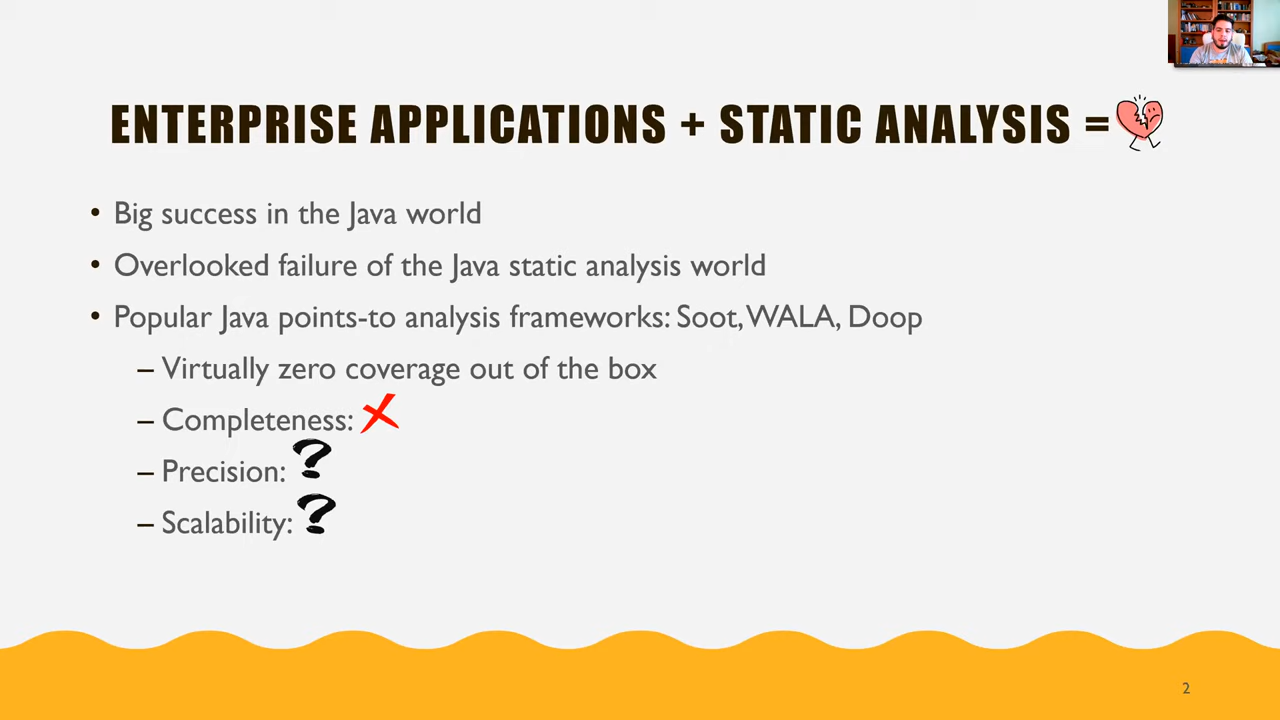 ENTERPRISE APPLICATIONS + STATIC ANALYSIS =
• Big success in the Java world
• Overlooked failure of the Java static analysis world
• Popular Java points-to analysis frameworks: Soot, WALA, Doop
– Virtually zero coverage out of the box
– Completeness: ✗
– Precision: ?
– Scalability: ?
2